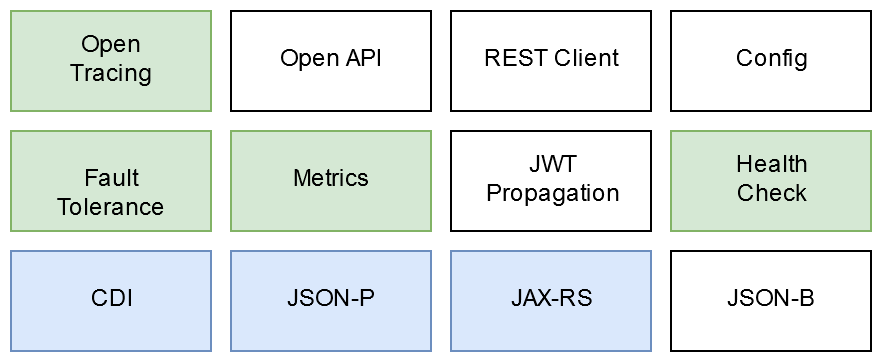 Open
Tracing
Open API
REST Client
Config
Fault
Tolerance
Metrics
JWT
Propagation
Health
Check
CDI
JSON-P
JAX-RS
JSON-B